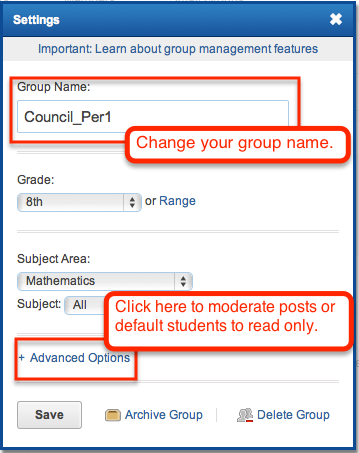 Settings
Important: Learn about group management features
Group Name:
Council_Per1
Change your group name.
Grade:
8th or Range
Subject Area:
Mathematics
Subject: All
Click here to moderate posts or
default students to read only.
+ Advanced Options
Save Archive Group Delete Group